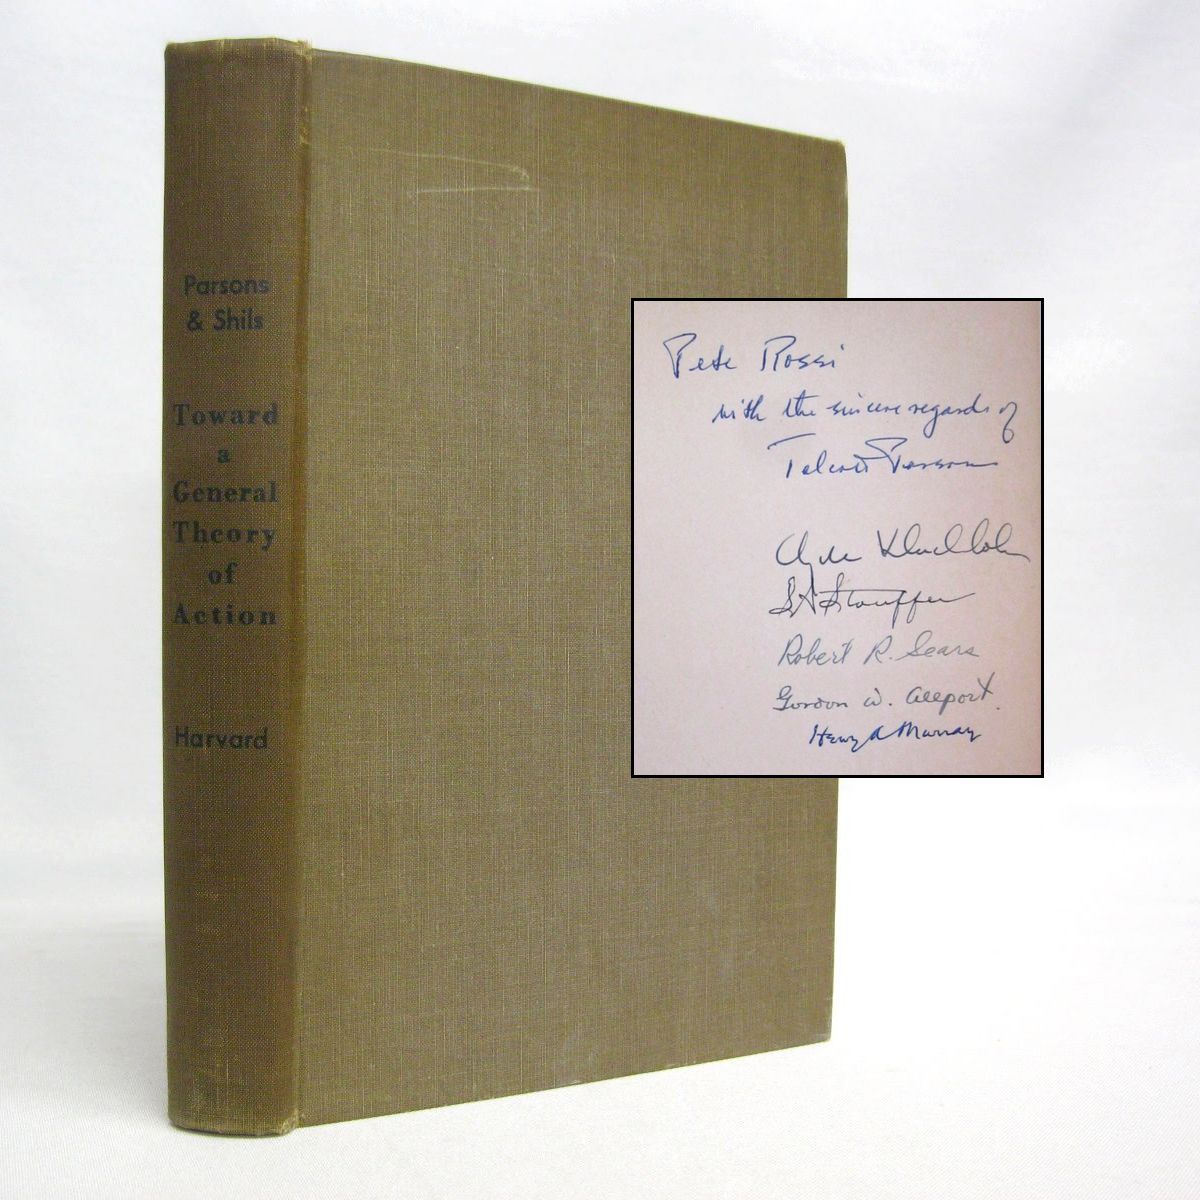 Parsons
& Shils
Toward
a
General
Theory
of
Action
Harvard
Pete Rossi
with the sincere regards of
Talcott Parsons
Clyde Kluckhohn
S A Stouffer
Robert R. Sears
Gordon W. Allport.
Henry A Murray